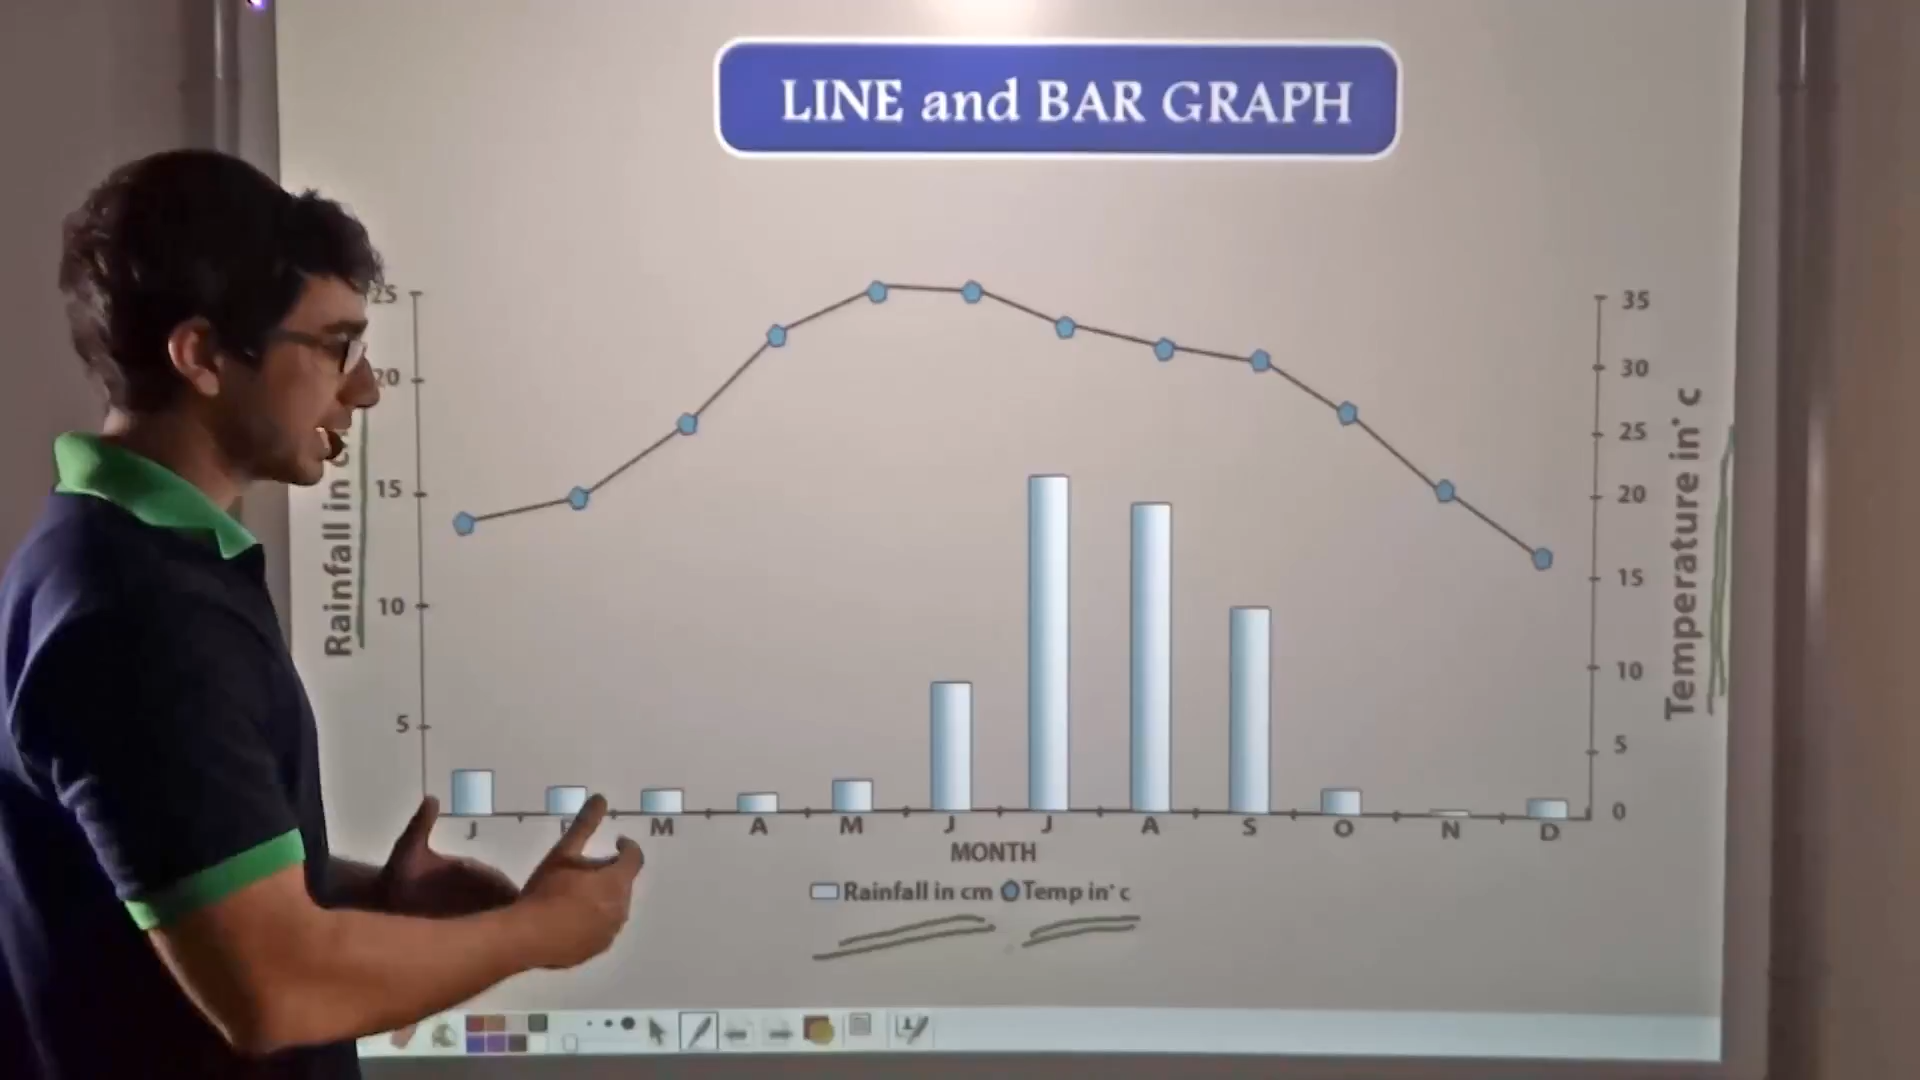 LINE and BAR GRAPH
25
20
15
10
5
Rainfall in
35
30
25
20
15
10
5
0
Temperature in° c
J M A M J J A S O N D
MONTH
Rainfall in cm Temp in° c